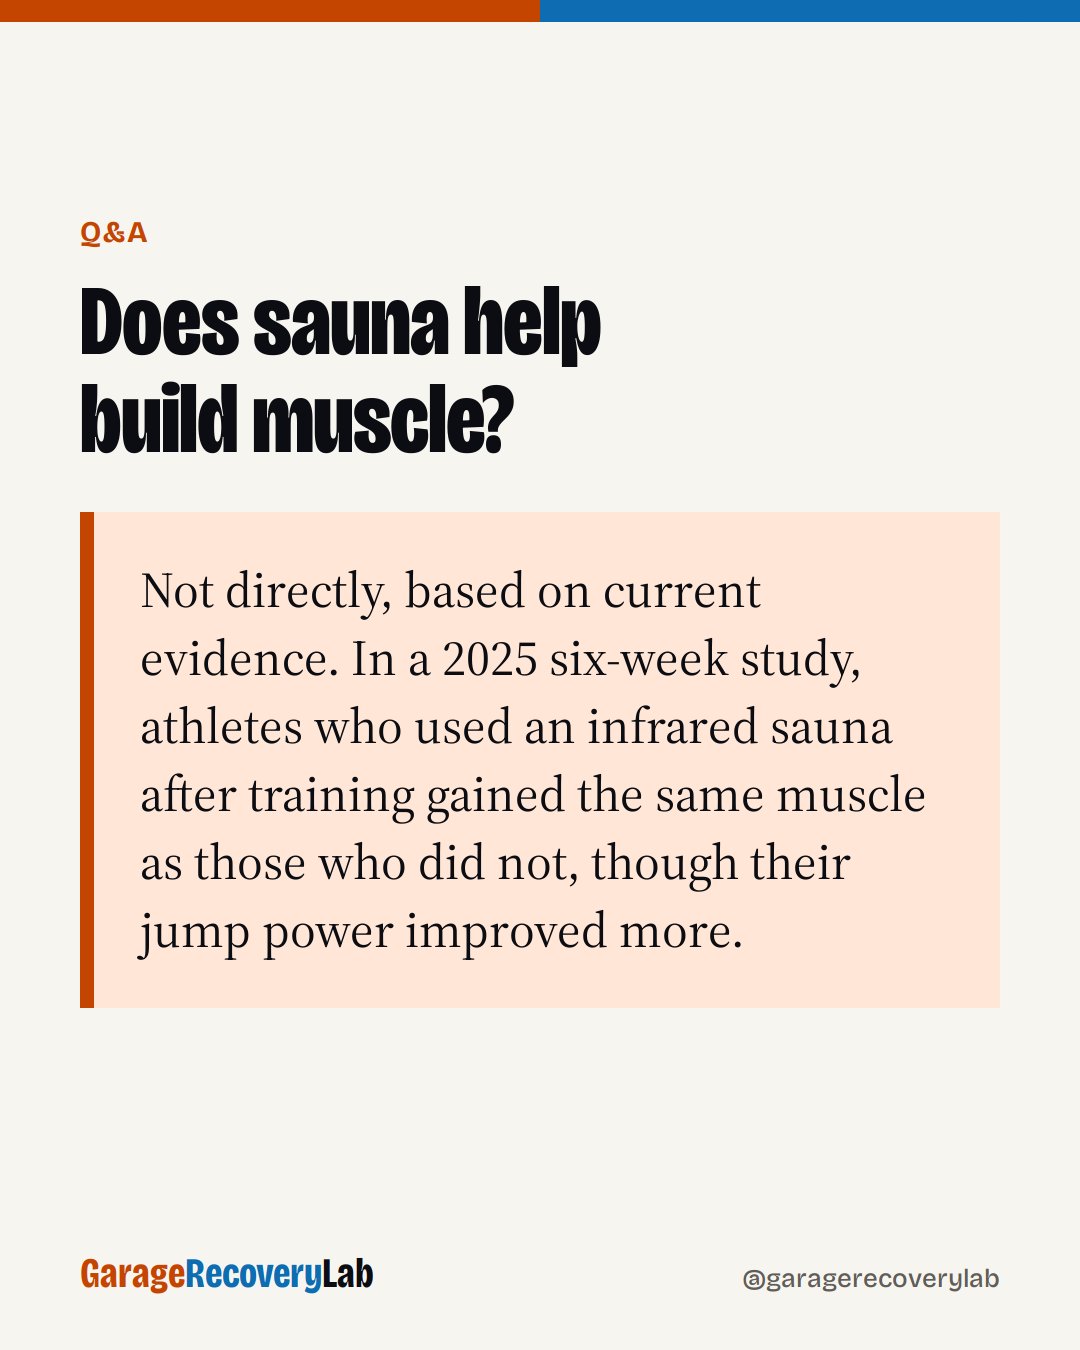 Q&A
Does sauna help
build muscle?
Not directly, based on current
evidence. In a 2025 six-week study,
athletes who used an infrared sauna
after training gained the same muscle
as those who did not, though their
jump power improved more.
GarageRecoveryLab
@garagerecoverylab